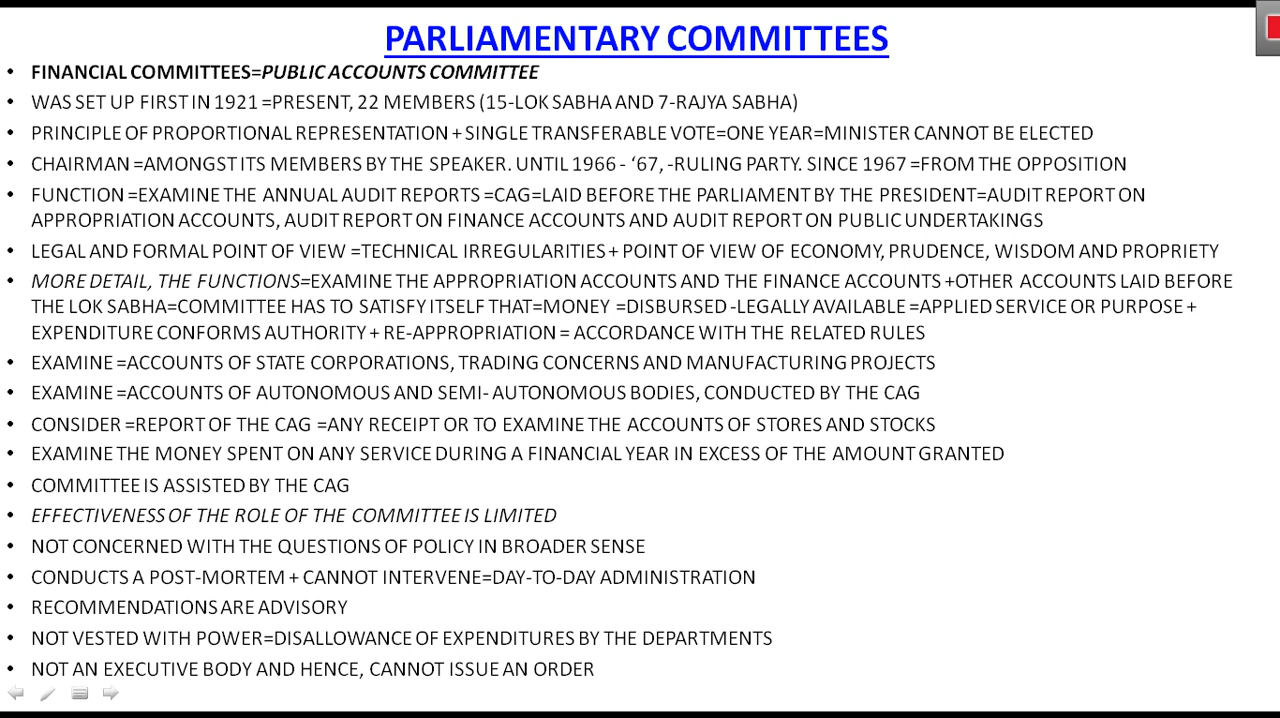 PARLIAMENTARY COMMITTEES
• FINANCIAL COMMITTEES=PUBLIC ACCOUNTS COMMITTEE
• WAS SET UP FIRST IN 1921 =PRESENT, 22 MEMBERS (15-LOK SABHA AND 7-RAJYA SABHA)
• PRINCIPLE OF PROPORTIONAL REPRESENTATION + SINGLE TRANSFERABLE VOTE=ONE YEAR=MINISTER CANNOT BE ELECTED
• CHAIRMAN =AMONGST ITS MEMBERS BY THE SPEAKER. UNTIL 1966 - ‘67, -RULING PARTY. SINCE 1967 =FROM THE OPPOSITION
• FUNCTION =EXAMINE THE ANNUAL AUDIT REPORTS =CAG=LAID BEFORE THE PARLIAMENT BY THE PRESIDENT=AUDIT REPORT ON
APPROPRIATION ACCOUNTS, AUDIT REPORT ON FINANCE ACCOUNTS AND AUDIT REPORT ON PUBLIC UNDERTAKINGS
• LEGAL AND FORMAL POINT OF VIEW =TECHNICAL IRREGULARITIES + POINT OF VIEW OF ECONOMY, PRUDENCE, WISDOM AND PROPRIETY
• MORE DETAIL, THE FUNCTIONS=EXAMINE THE APPROPRIATION ACCOUNTS AND THE FINANCE ACCOUNTS +OTHER ACCOUNTS LAID BEFORE
THE LOK SABHA=COMMITTEE HAS TO SATISFY ITSELF THAT=MONEY =DISBURSED -LEGALLY AVAILABLE =APPLIED SERVICE OR PURPOSE +
EXPENDITURE CONFORMS AUTHORITY + RE-APPROPRIATION = ACCORDANCE WITH THE RELATED RULES
• EXAMINE =ACCOUNTS OF STATE CORPORATIONS, TRADING CONCERNS AND MANUFACTURING PROJECTS
• EXAMINE =ACCOUNTS OF AUTONOMOUS AND SEMI- AUTONOMOUS BODIES, CONDUCTED BY THE CAG
• CONSIDER =REPORT OF THE CAG =ANY RECEIPT OR TO EXAMINE THE ACCOUNTS OF STORES AND STOCKS
• EXAMINE THE MONEY SPENT ON ANY SERVICE DURING A FINANCIAL YEAR IN EXCESS OF THE AMOUNT GRANTED
• COMMITTEE IS ASSISTED BY THE CAG
• EFFECTIVENESS OF THE ROLE OF THE COMMITTEE IS LIMITED
• NOT CONCERNED WITH THE QUESTIONS OF POLICY IN BROADER SENSE
• CONDUCTS A POST-MORTEM + CANNOT INTERVENE=DAY-TO-DAY ADMINISTRATION
• RECOMMENDATIONS ARE ADVISORY
• NOT VESTED WITH POWER=DISALLOWANCE OF EXPENDITURES BY THE DEPARTMENTS
• NOT AN EXECUTIVE BODY AND HENCE, CANNOT ISSUE AN ORDER